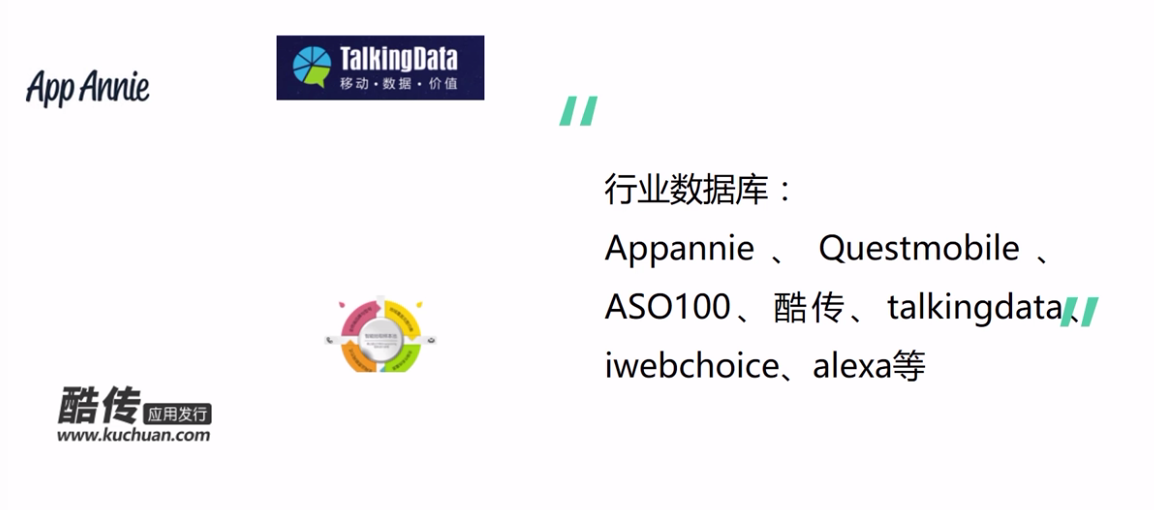 App Annie
TalkingData
移动·数据·价值
行业数据库：
Appannie 、 Questmobile 、
ASO100、酷传、talkingdata、
iwebchoice、alexa等
酷传 应用发行
www.kuchuan.com